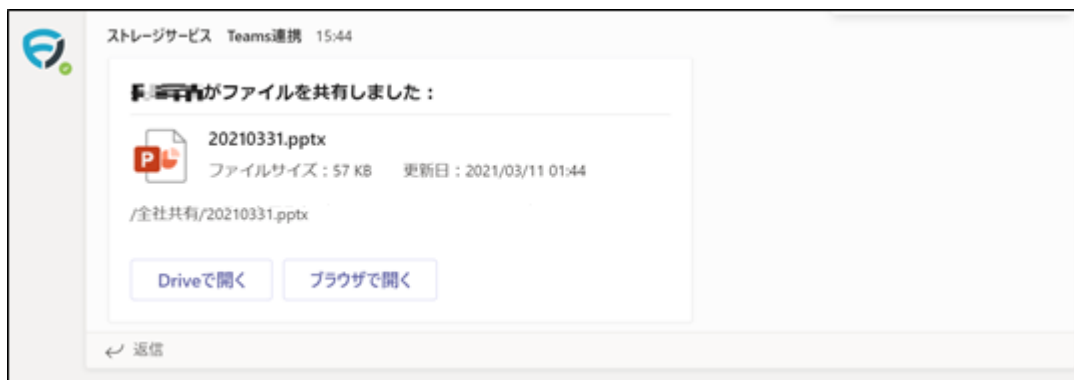 ストレージサービス Teams連携 15:44
がファイルを共有しました：
20210331.pptx
ファイルサイズ：57 KB 更新日：2021/03/11 01:44
/全社共有/20210331.pptx
Driveで開く ブラウザで開く
返信